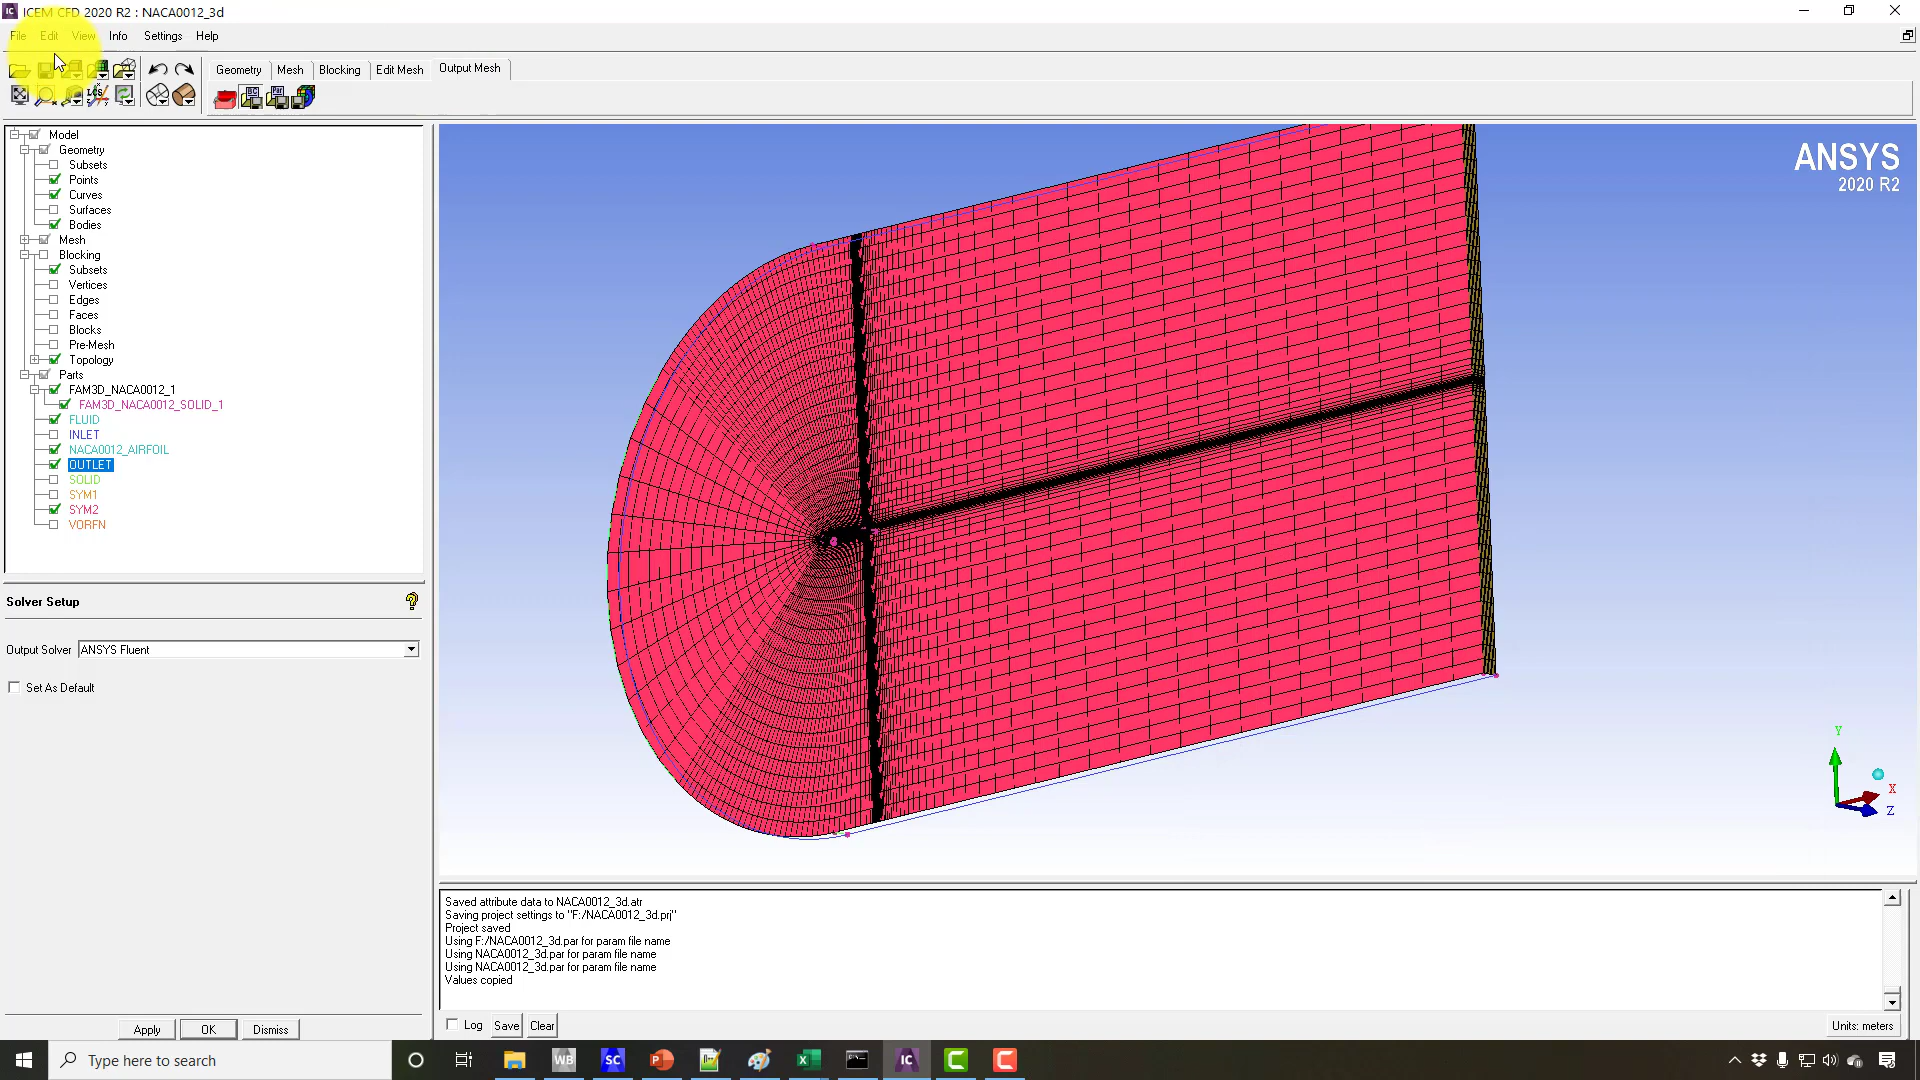 ICEM CFD 2020 R2 : NACA0012_3d
File Edit View Info Settings Help
Geometry Mesh Blocking Edit Mesh Output Mesh
Model
Geometry
Subsets
Points
Curves
Surfaces
Bodies
Mesh
Blocking
Subsets
Vertices
Edges
Faces
Blocks
Pre-Mesh
Topology
Parts
FAM3D_NACA0012_1
FAM3D_NACA0012_SOLID_1
FLUID
INLET
NACA0012_AIRFOIL
OUTLET
SOLID
SYM1
SYM2
VORFN
Solver Setup
Output Solver ANSYS Fluent
Set As Default
Apply OK Dismiss
ANSYS
2020 R2
Y
X
Z
Saved attribute data to NACA0012_3d.atr
Saving project settings to "F:/NACA0012_3d.prj"
Project saved
Using F:/NACA0012_3d.par for param file name
Using NACA0012_3d.par for param file name
Using NACA0012_3d.par for param file name
Values copied
Log Save Clear
Units: meters
Type here to search
WB SC IC